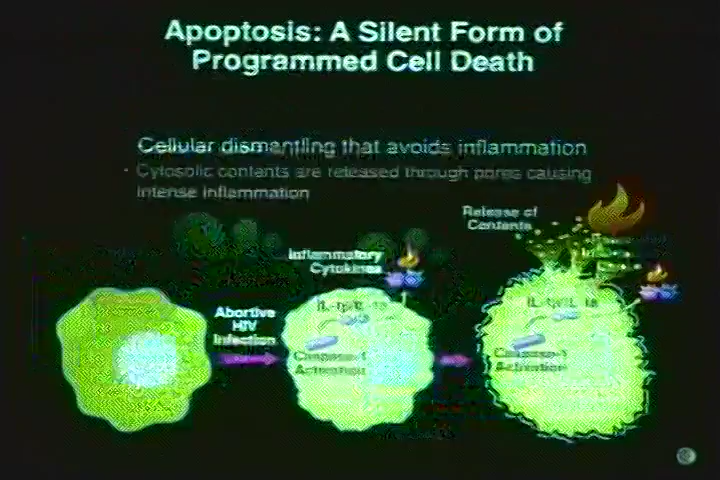 Apoptosis: A Silent Form of
Programmed Cell Death
Cellular dismantling that avoids inflammation
• Cytosolic contents are released through pores causing
intense inflammation
Release of
Contents
Inflammatory
Cytokines
Abortive
HIV
Infection
Caspase-1
Activation
Caspase-1
Activation